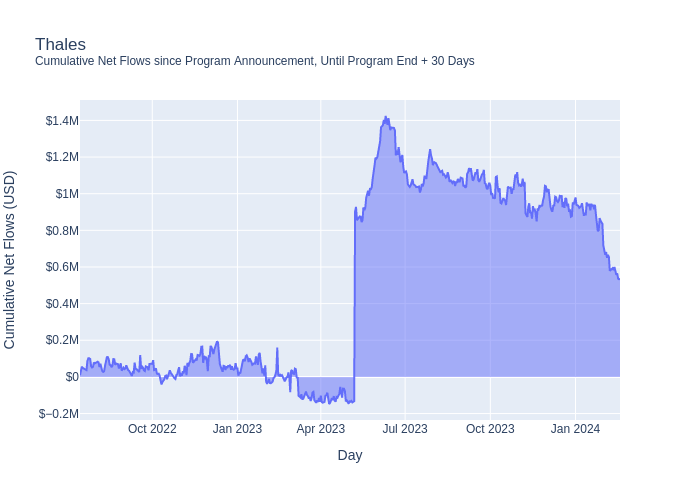 Thales
Cumulative Net Flows since Program Announcement, Until Program End + 30 Days
Cumulative Net Flows (USD)
$1.4M
$1.2M
$1M
$0.8M
$0.6M
$0.4M
$0.2M
$0
$−0.2M
Oct 2022
Jan 2023
Apr 2023
Jul 2023
Oct 2023
Jan 2024
Day